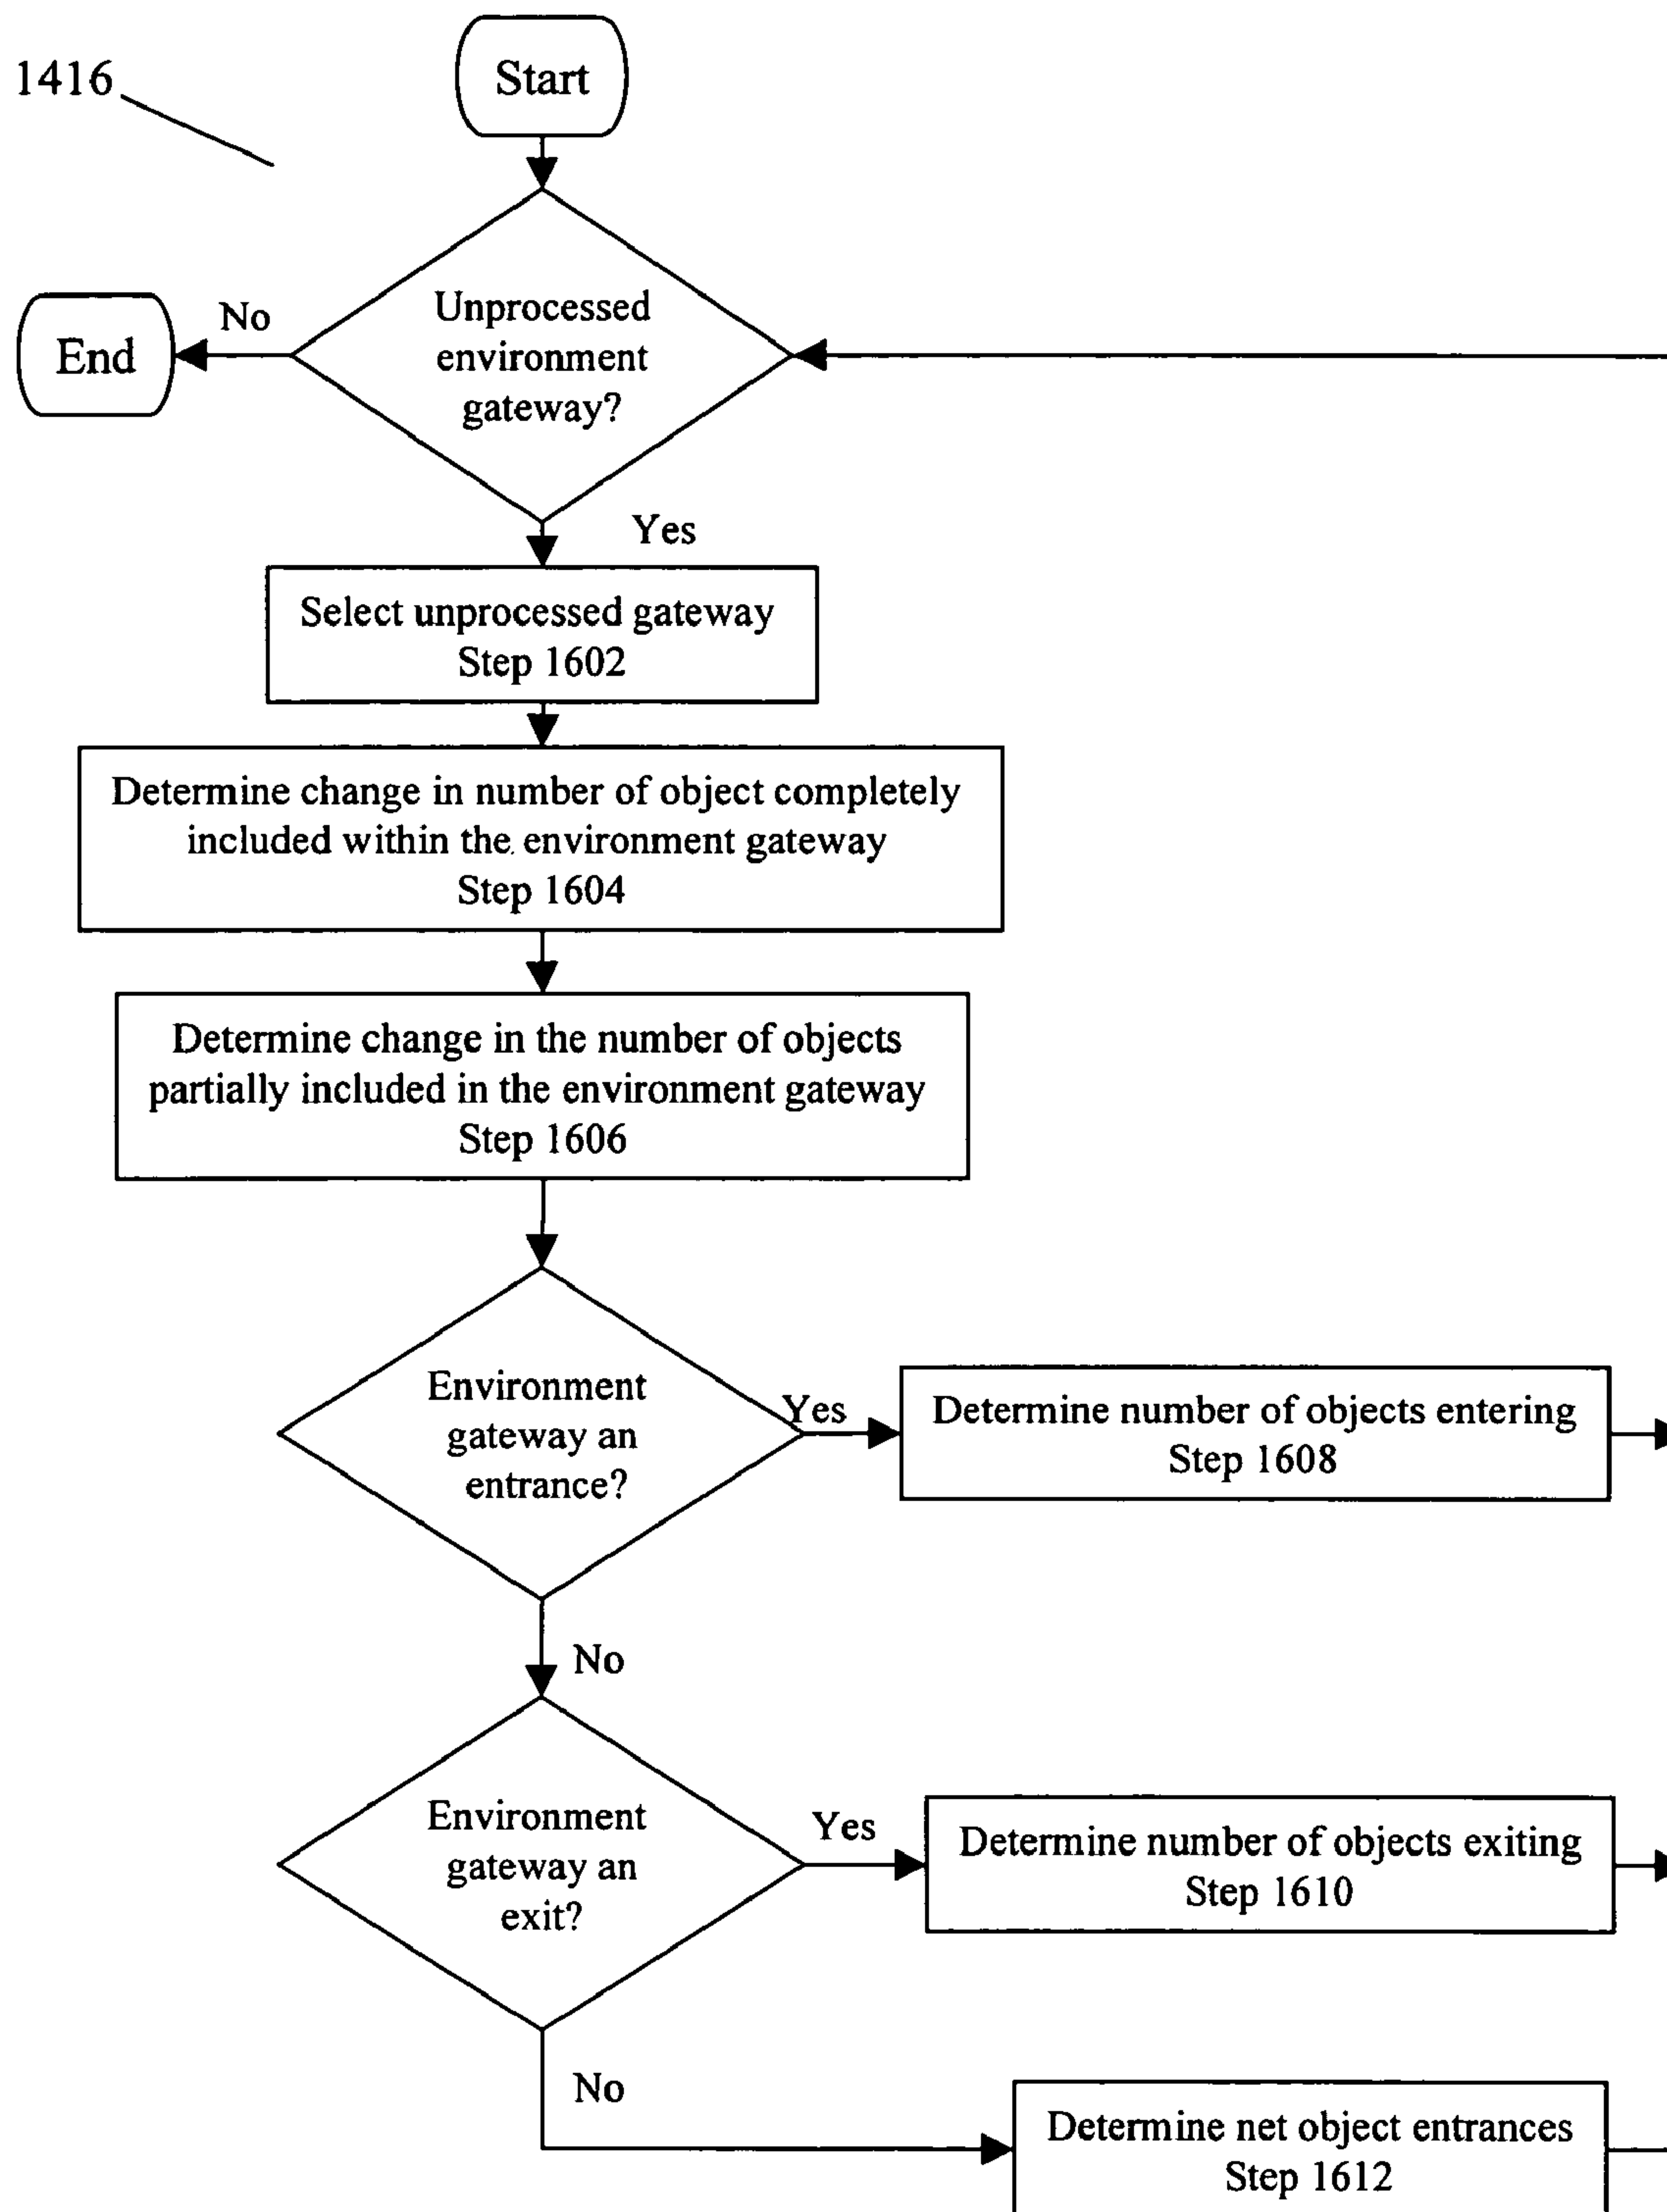 1416
Start
Unprocessed
environment
gateway?
No
End
Yes
Select unprocessed gateway
Step 1602
Determine change in number of object completely
included within the environment gateway
Step 1604
Determine change in the number of objects
partially included in the environment gateway
Step 1606
Environment
gateway an
entrance?
Yes
Determine number of objects entering
Step 1608
No
Environment
gateway an
exit?
Yes
Determine number of objects exiting
Step 1610
No
Determine net object entrances
Step 1612